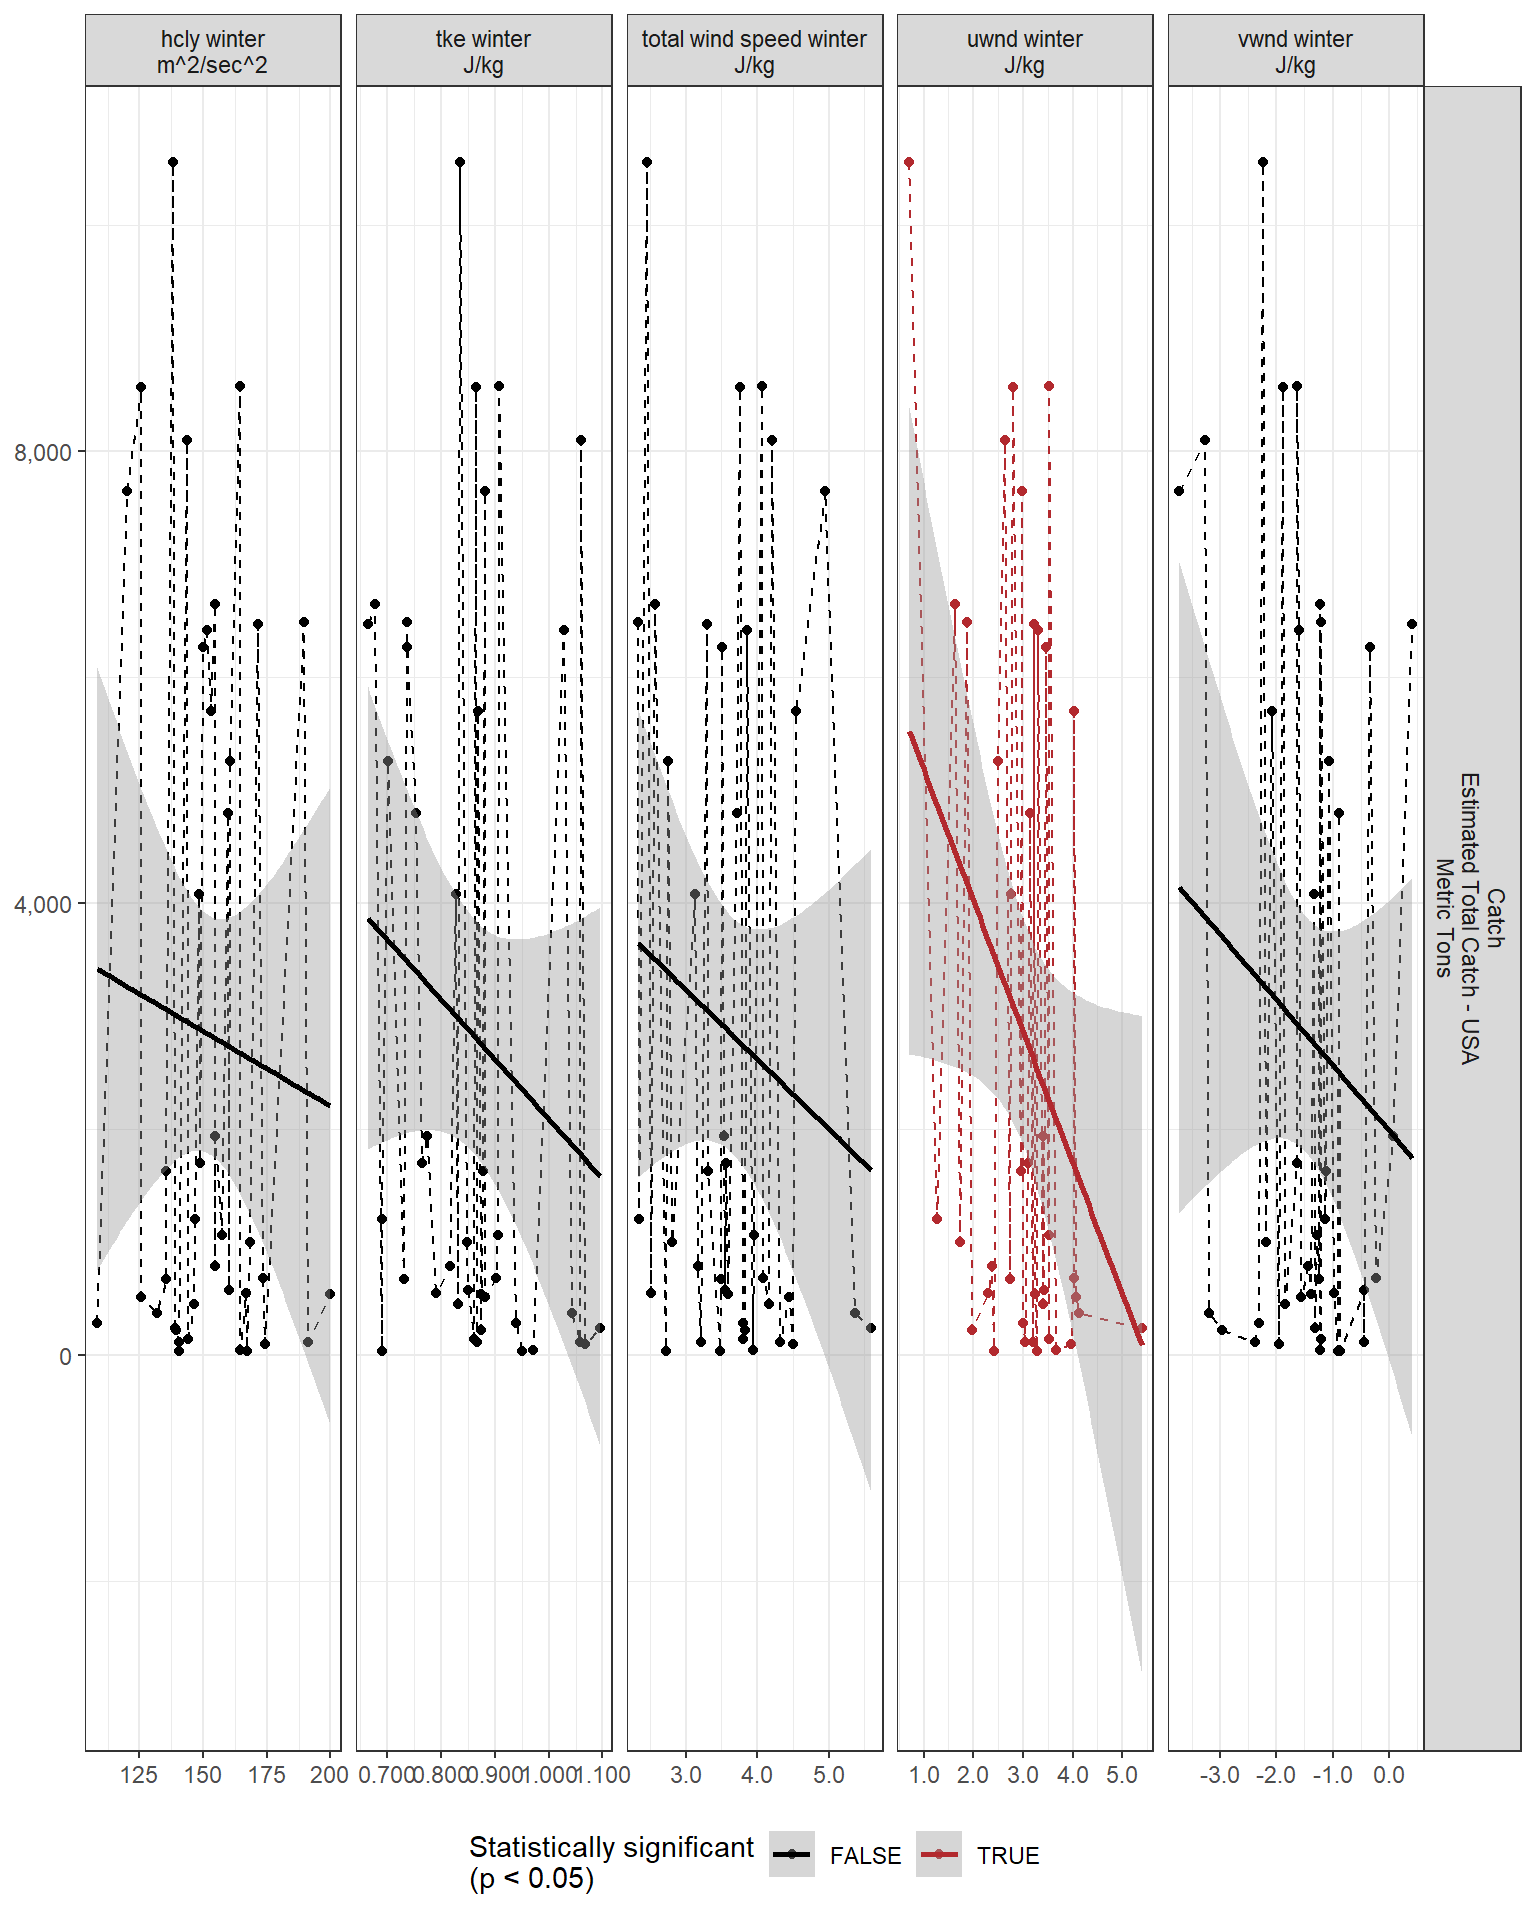 hcly winter
m^2/sec^2
tke winter
J/kg
total wind speed winter
J/kg
uwnd winter
J/kg
vwnd winter
J/kg
8,000
4,000
0
Catch
Estimated Total Catch - USA
Metric Tons
125 150 175 200
0.700 0.800 0.900 1.000 1.100
3.0 4.0 5.0
1.0 2.0 3.0 4.0 5.0
-3.0 -2.0 -1.0 0.0
Statistically significant
(p < 0.05)
FALSE
TRUE